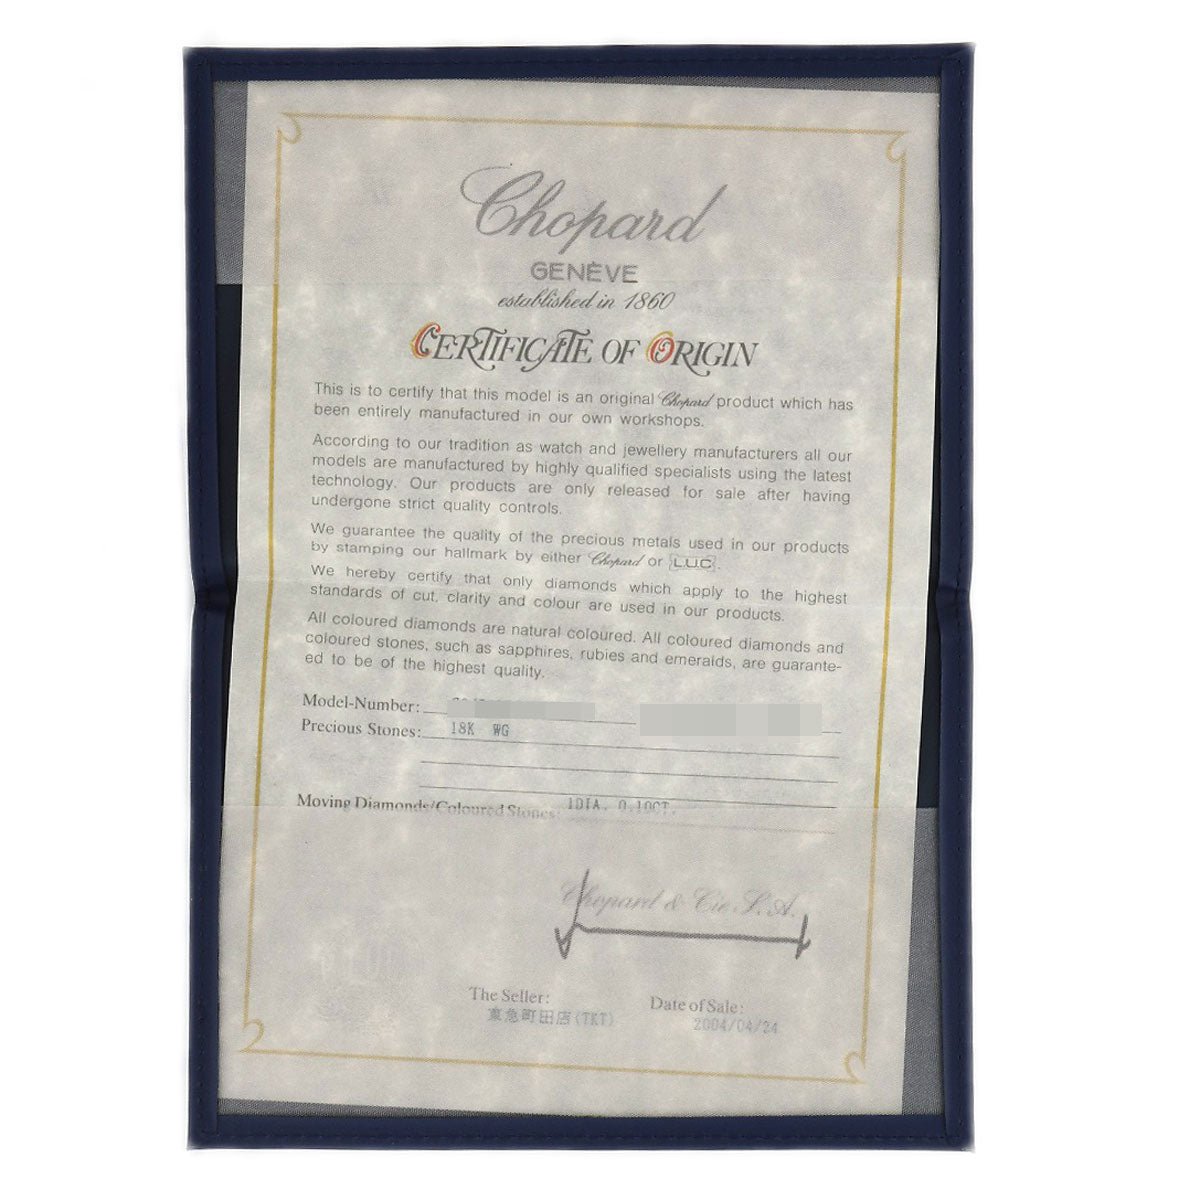 Chopard
GENÈVE
established in 1860
CERTIFICATE OF ORIGIN
This is to certify that this model is an original Chopard product which has
been entirely manufactured in our own workshops.
According to our tradition as watch and jewellery manufacturers all our
models are manufactured by highly qualified specialists using the latest
technology. Our products are only released for sale after having
undergone strict quality controls.
We guarantee the quality of the precious metals used in our products
by stamping our hallmark by either Chopard or L.U.C.
We hereby certify that only diamonds which apply to the highest
standards of cut, clarity and colour are used in our products.
All coloured diamonds are natural coloured. All coloured diamonds and
coloured stones, such as sapphires, rubies and emeralds, are guarante-
ed to be of the highest quality.
Model-Number:
Precious Stones: 18K WG
Moving Diamonds/Coloured Stones: 1DIA. 0.10CT.
Chopard & Cie S.A.
The Seller: Date of Sale:
東急町田店(TKT) 2004/04/24